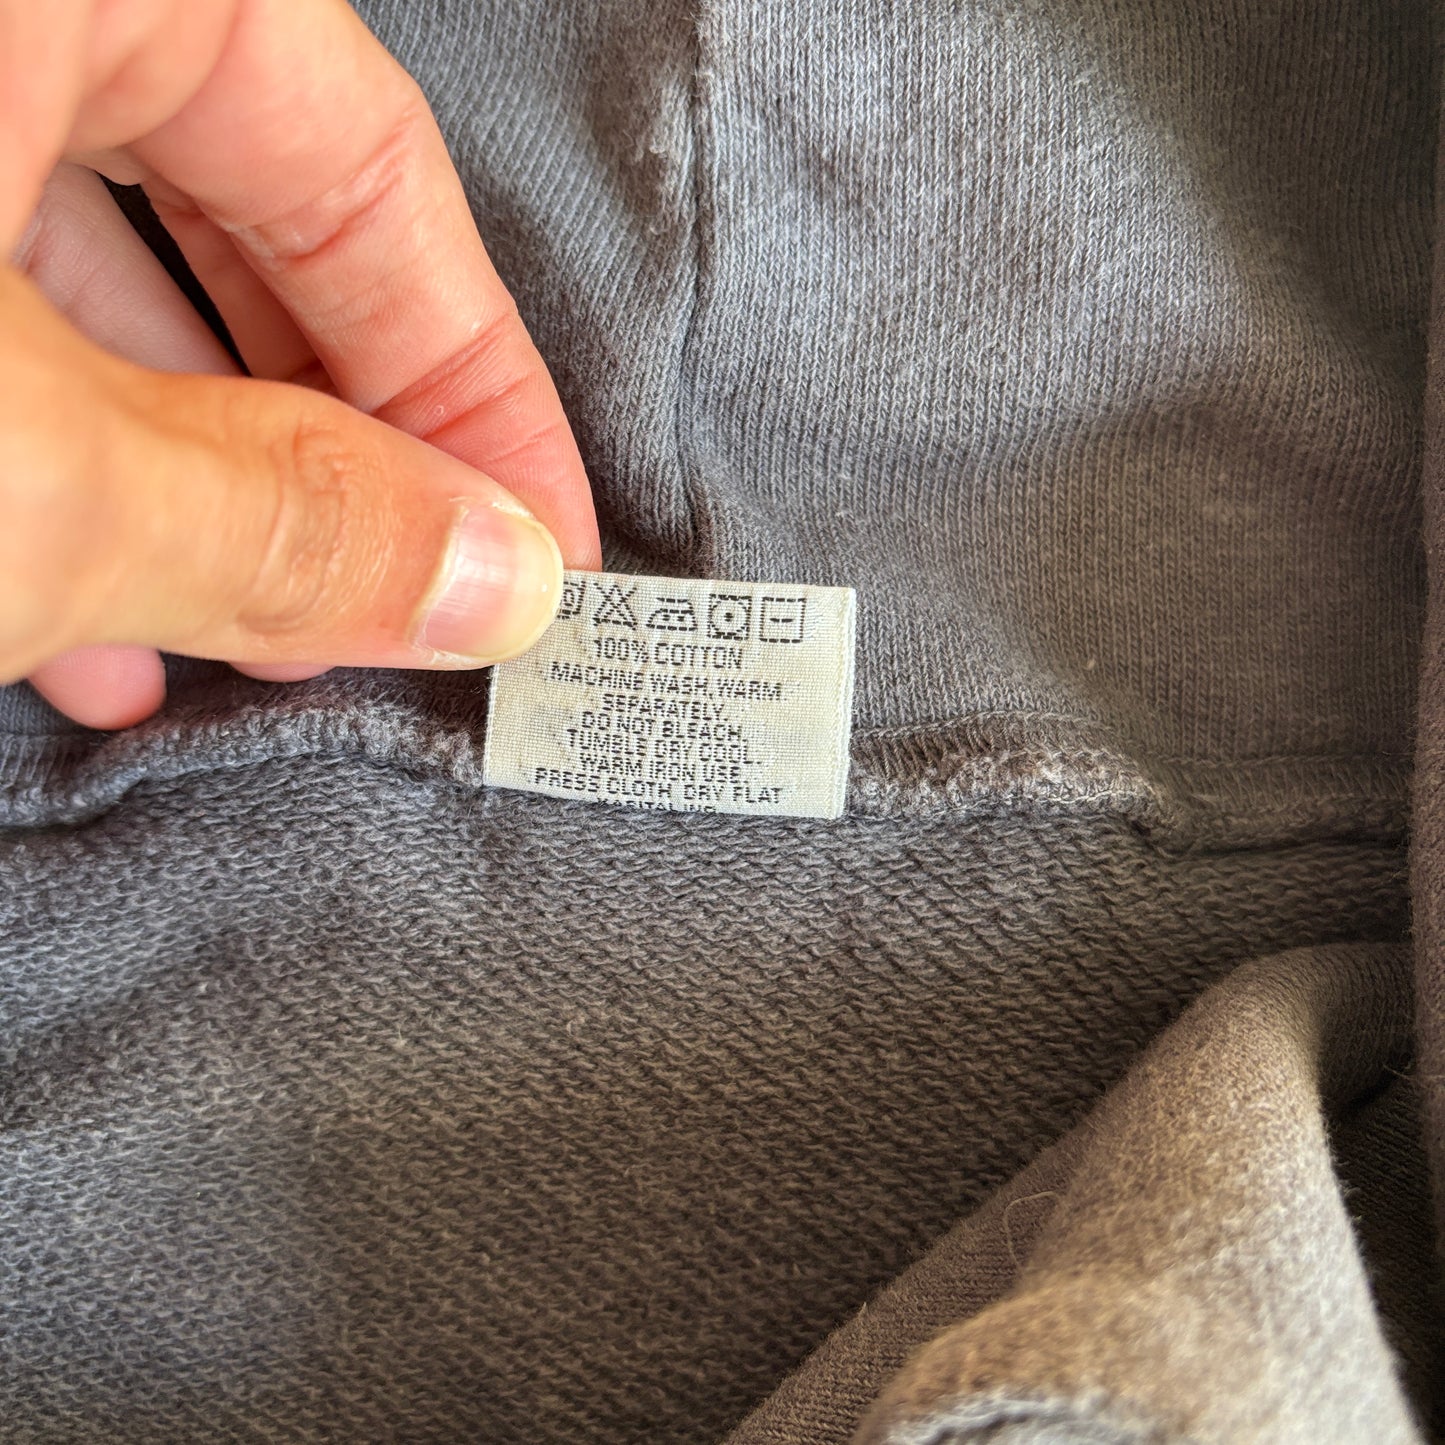 100% COTTON
MACHINE WASH WARM
SEPARATELY.
DO NOT BLEACH.
TUMBLE DRY COOL.
WARM IRON USE
PRESS CLOTH DRY FLAT